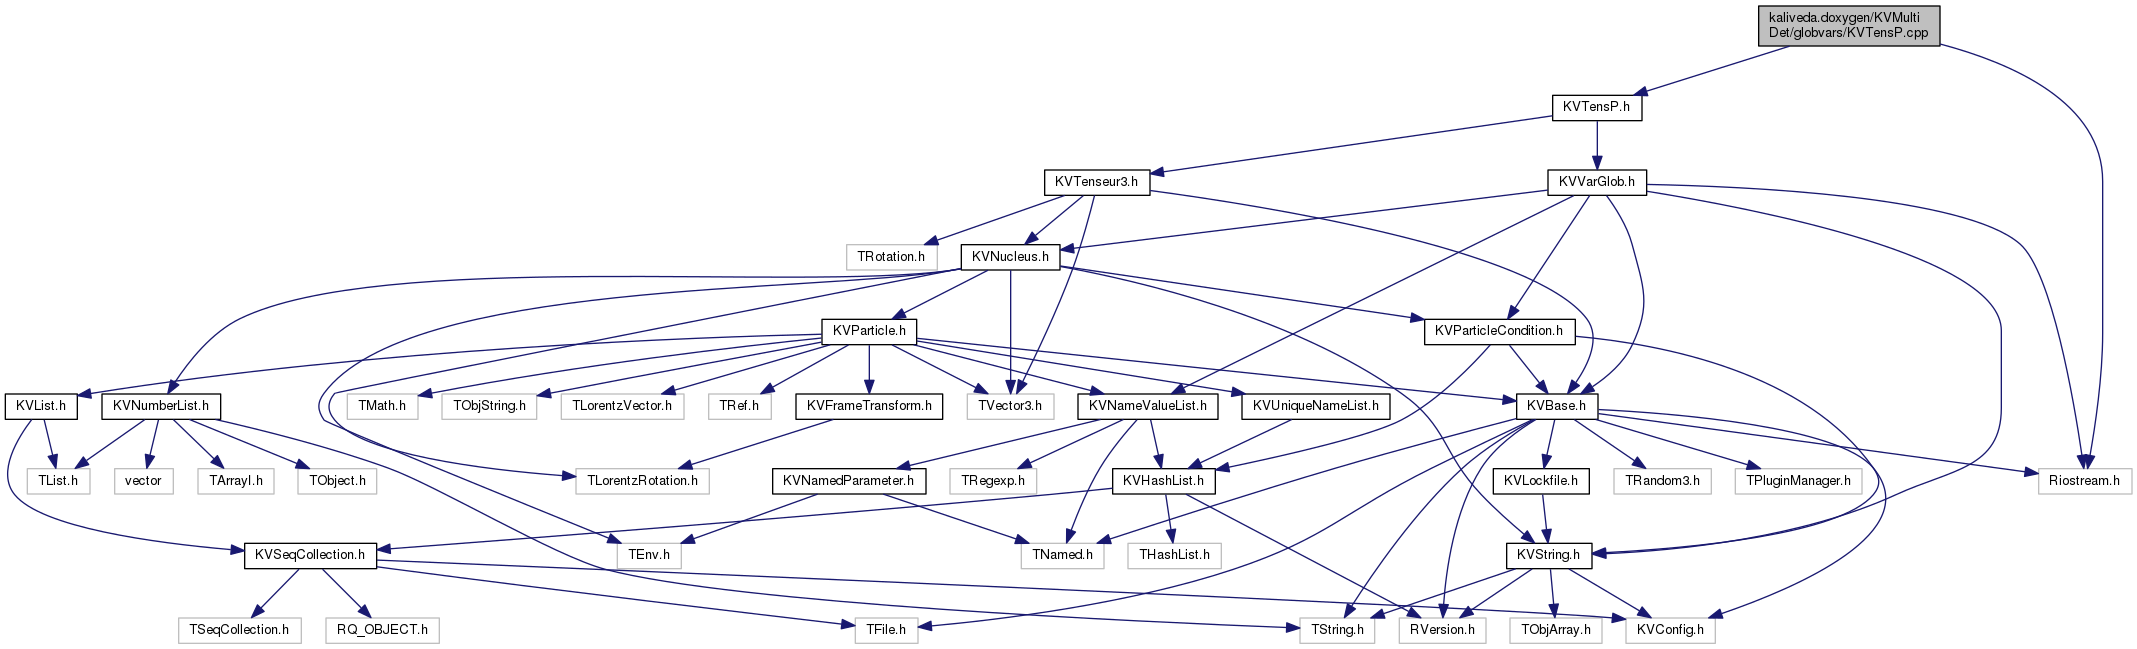 kaliveda.doxygen/KVMulti
Det/globvars/KVTensP.cpp
KVTensP.h
KVTenseur3.h
KVVarGlob.h
TRotation.h
KVNucleus.h
KVParticle.h
KVParticleCondition.h
KVList.h
KVNumberList.h
TMath.h
TObjString.h
TLorentzVector.h
TRef.h
KVFrameTransform.h
TVector3.h
KVNameValueList.h
KVUniqueNameList.h
KVBase.h
TList.h
vector
TArrayI.h
TObject.h
TLorentzRotation.h
KVNamedParameter.h
TRegexp.h
KVHashList.h
KVLockfile.h
TRandom3.h
TPluginManager.h
Riostream.h
KVSeqCollection.h
TEnv.h
TNamed.h
THashList.h
KVString.h
TSeqCollection.h
RQ_OBJECT.h
TFile.h
TString.h
RVersion.h
TObjArray.h
KVConfig.h